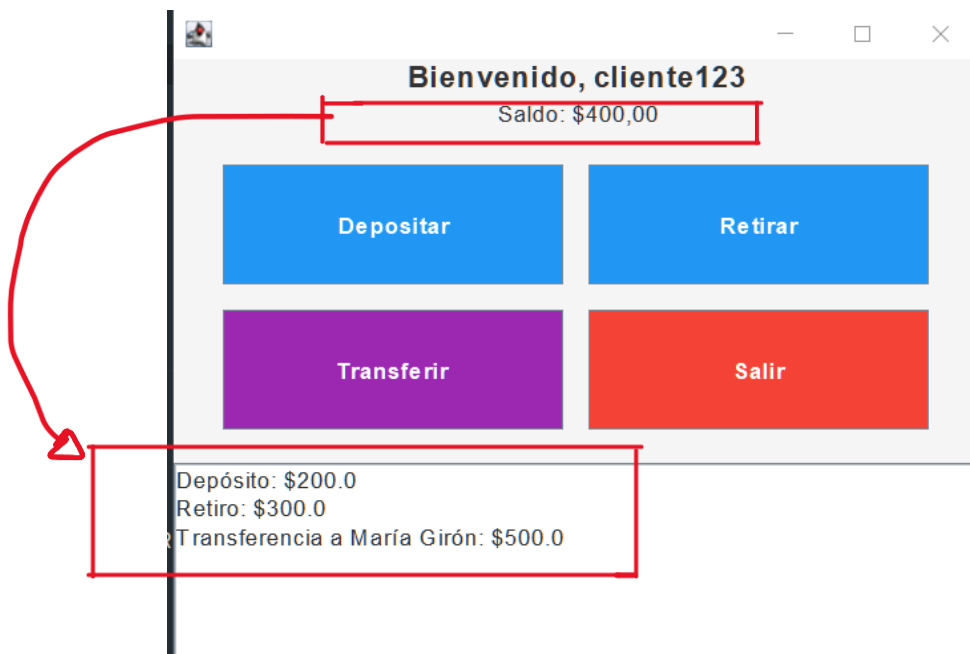 Bienvenido, cliente123
Saldo: $400,00
Depositar
Retirar
Transferir
Salir
Depósito: $200.0
Retiro: $300.0
Transferencia a María Girón: $500.0